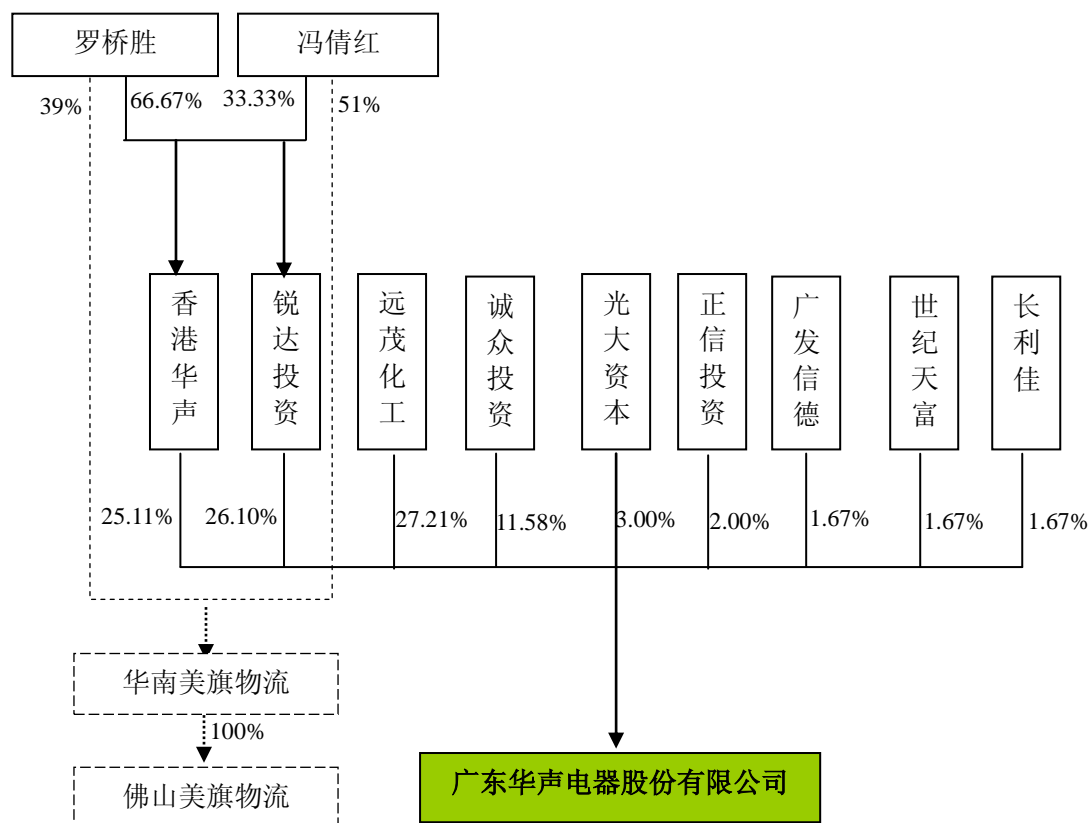 罗桥胜
冯倩红
39%
66.67%
33.33%
51%
香港华声
锐达投资
远茂化工
诚众投资
光大资本
正信投资
广发信德
世纪天富
长利佳
25.11%
26.10%
27.21%
11.58%
3.00%
2.00%
1.67%
1.67%
1.67%
华南美旗物流
100%
佛山美旗物流
广东华声电器股份有限公司